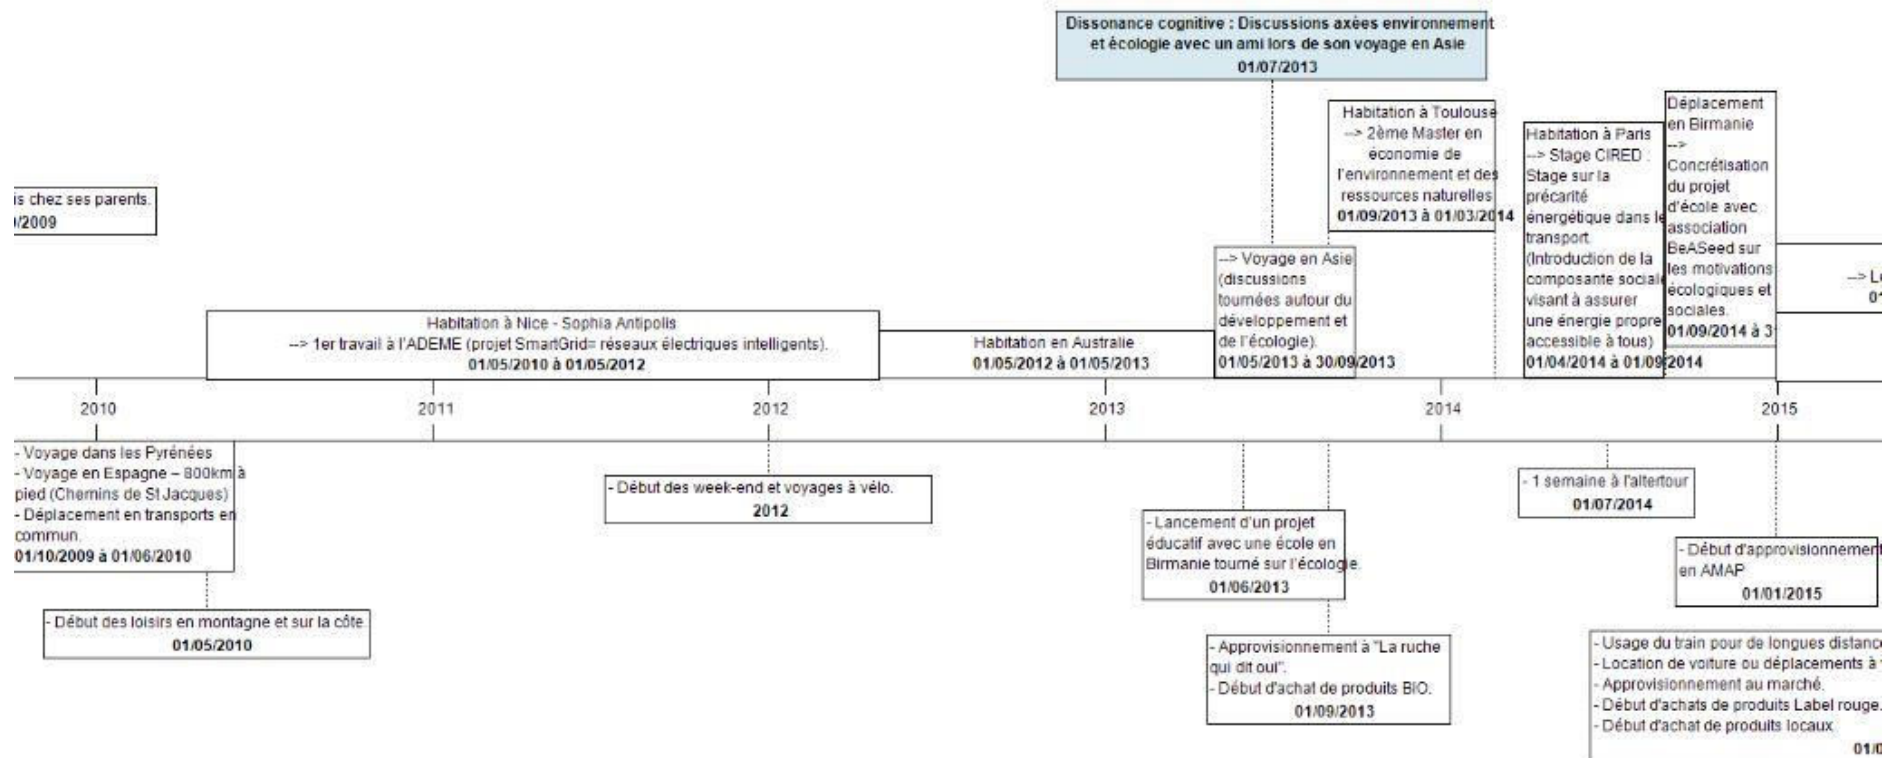 Dissonance cognitive : Discussions axées environnement
et écologie avec un ami lors de son voyage en Asie
01/07/2013
is chez ses parents.
/2009
Habitation à Nice - Sophia Antipolis
--> 1er travail à l'ADEME (projet SmartGrid= réseaux électriques intelligents).
01/05/2010 à 01/05/2012
Habitation en Australie
01/05/2012 à 01/05/2013
--> Voyage en Asie
(discussions
tournées autour du
développement et
de l'écologie).
01/05/2013 à 30/09/2013
Habitation à Toulouse
--> 2ème Master en
économie de
l'environnement et des
ressources naturelles
01/09/2013 à 01/03/2014
Habitation à Paris
--> Stage CIRED :
Stage sur la
précarité
énergétique dans le
transport
(Introduction de la
composante sociale
visant à assurer
une énergie propre
accessible à tous)
01/04/2014 à 01/09/2014
Déplacement
en Birmanie
-->
Concrétisation
du projet
d'école avec
association
BeASeed sur
les motivations
écologiques et
sociales.
01/09/2014 à 3
--> L
0
2010
2011
2012
2013
2014
2015
- Voyage dans les Pyrénées
- Voyage en Espagne – 800km à
pied (Chemins de St Jacques)
- Déplacement en transports en
commun.
01/10/2009 à 01/06/2010
- Début des loisirs en montagne et sur la côte
01/05/2010
- Début des week-end et voyages à vélo.
2012
- Lancement d'un projet
éducatif avec une école en
Birmanie tourné sur l'écologie.
01/06/2013
- Approvisionnement à "La ruche
qui dit oui".
- Début d'achat de produits BIO.
01/09/2013
- 1 semaine à l'altertour
01/07/2014
- Début d'approvisionnement
en AMAP
01/01/2015
- Usage du train pour de longues distance
- Location de voiture ou déplacements à
- Approvisionnement au marché.
- Début d'achats de produits Label rouge.
- Début d'achat de produits locaux
01/0